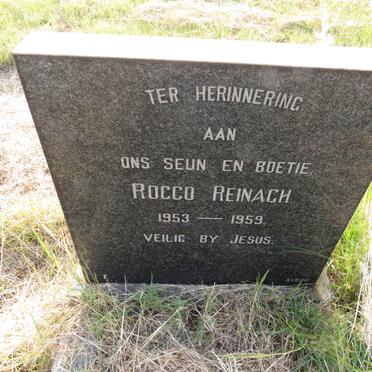 TER HERINNERING
AAN
ONS SEUN EN BOETIE
ROCCO REINACH.
1953 — 1959.
VEILIG BY JESUS.